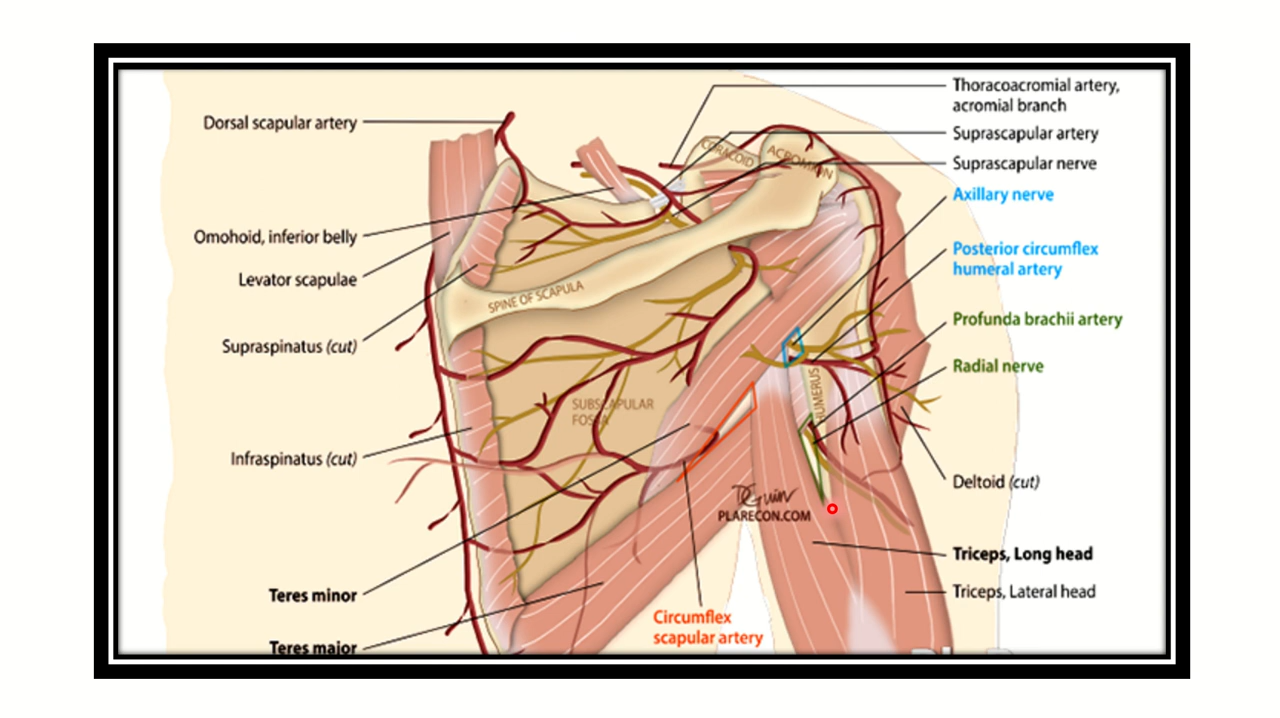 Dorsal scapular artery
Omohoid, inferior belly
Levator scapulae
Supraspinatus (cut)
Infraspinatus (cut)
Teres minor
Teres major
Thoracoacromial artery,
acromial branch
Suprascapular artery
Suprascapular nerve
Axillary nerve
Posterior circumflex
humeral artery
Profunda brachii artery
Radial nerve
Deltoid (cut)
Triceps, Long head
Triceps, Lateral head
CORACOID
ACROMION
SPINE OF SCAPULA
SUBSCAPULAR
FOSSA
HUMERUS
PLARECON.COM
Circumflex
scapular artery